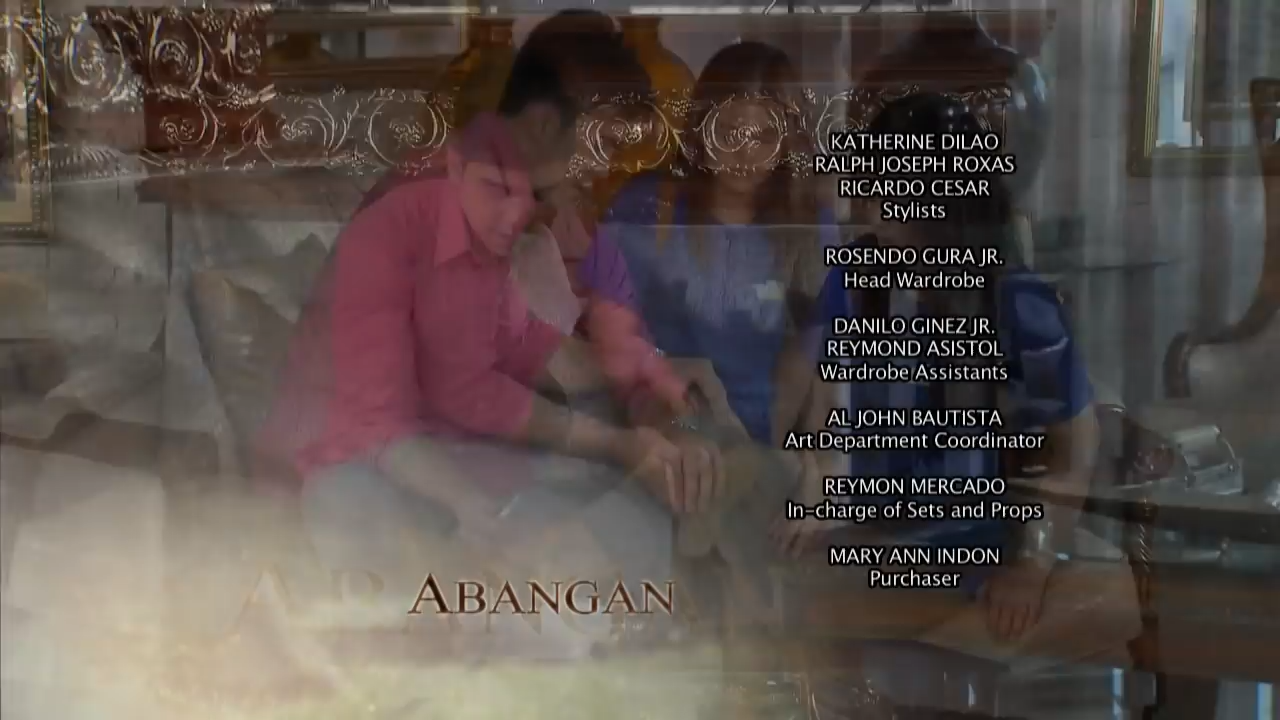 KATHERINE DILAO
RALPH JOSEPH ROXAS
RICARDO CESAR
Stylists
ROSENDO GURA JR.
Head Wardrobe
DANILO GINEZ JR.
REYMOND ASISTOL
Wardrobe Assistants
AL JOHN BAUTISTA
Art Department Coordinator
REYMON MERCADO
In-charge of Sets and Props
MARY ANN INDON
Purchaser
ABANGAN